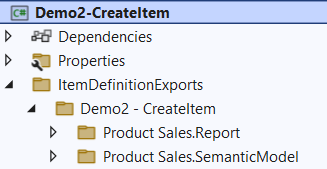 C# Demo2-CreateItem
Dependencies
Properties
ItemDefinitionExports
Demo2 - CreateItem
Product Sales.Report
Product Sales.SemanticModel